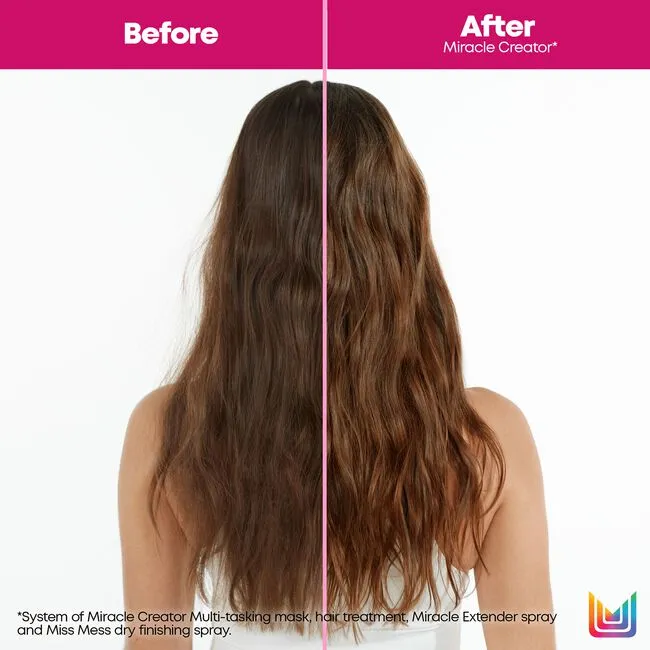 Before
After
Miracle Creator*
*System of Miracle Creator Multi-tasking mask, hair treatment, Miracle Extender spray
and Miss Mess dry finishing spray.